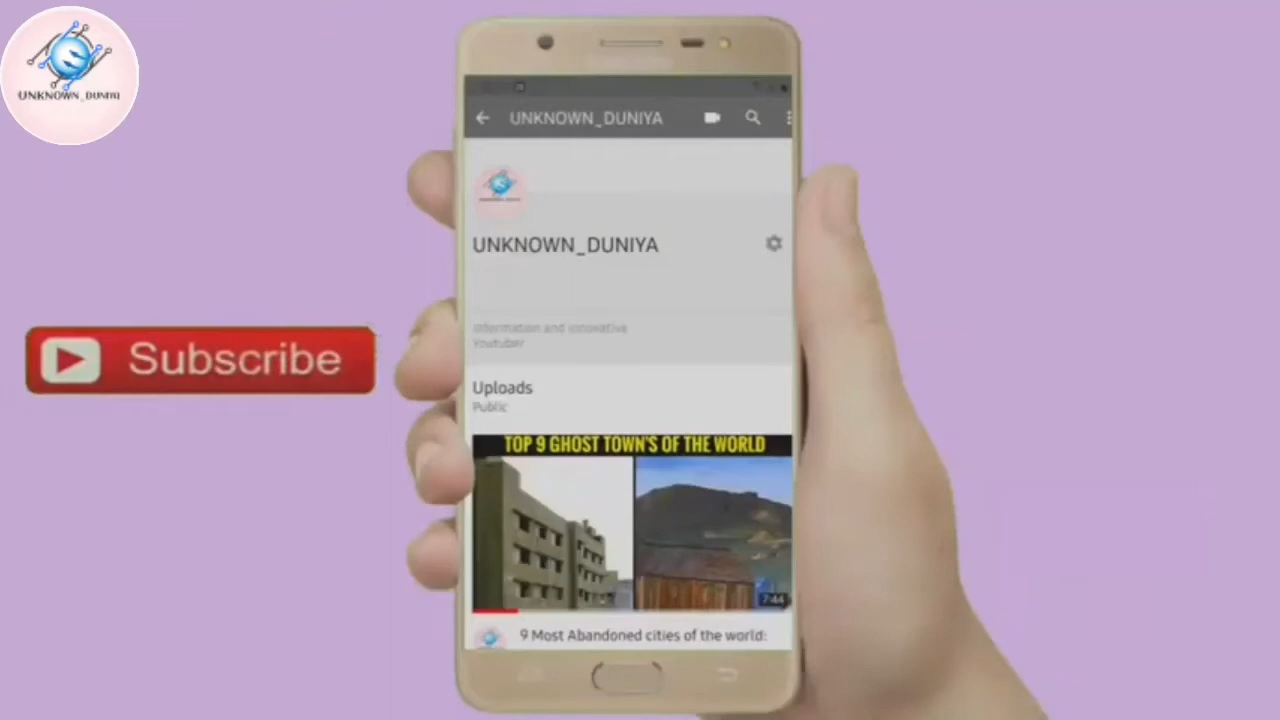 UNKNOWN_DUNIYA
UNKNOWN_DUNIYA
UNKNOWN_DUNIYA
Information and innovative
Youtuber
Subscribe
Uploads
Public
TOP 9 GHOST TOWN'S OF THE WORLD
7:44
9 Most Abandoned cities of the world: